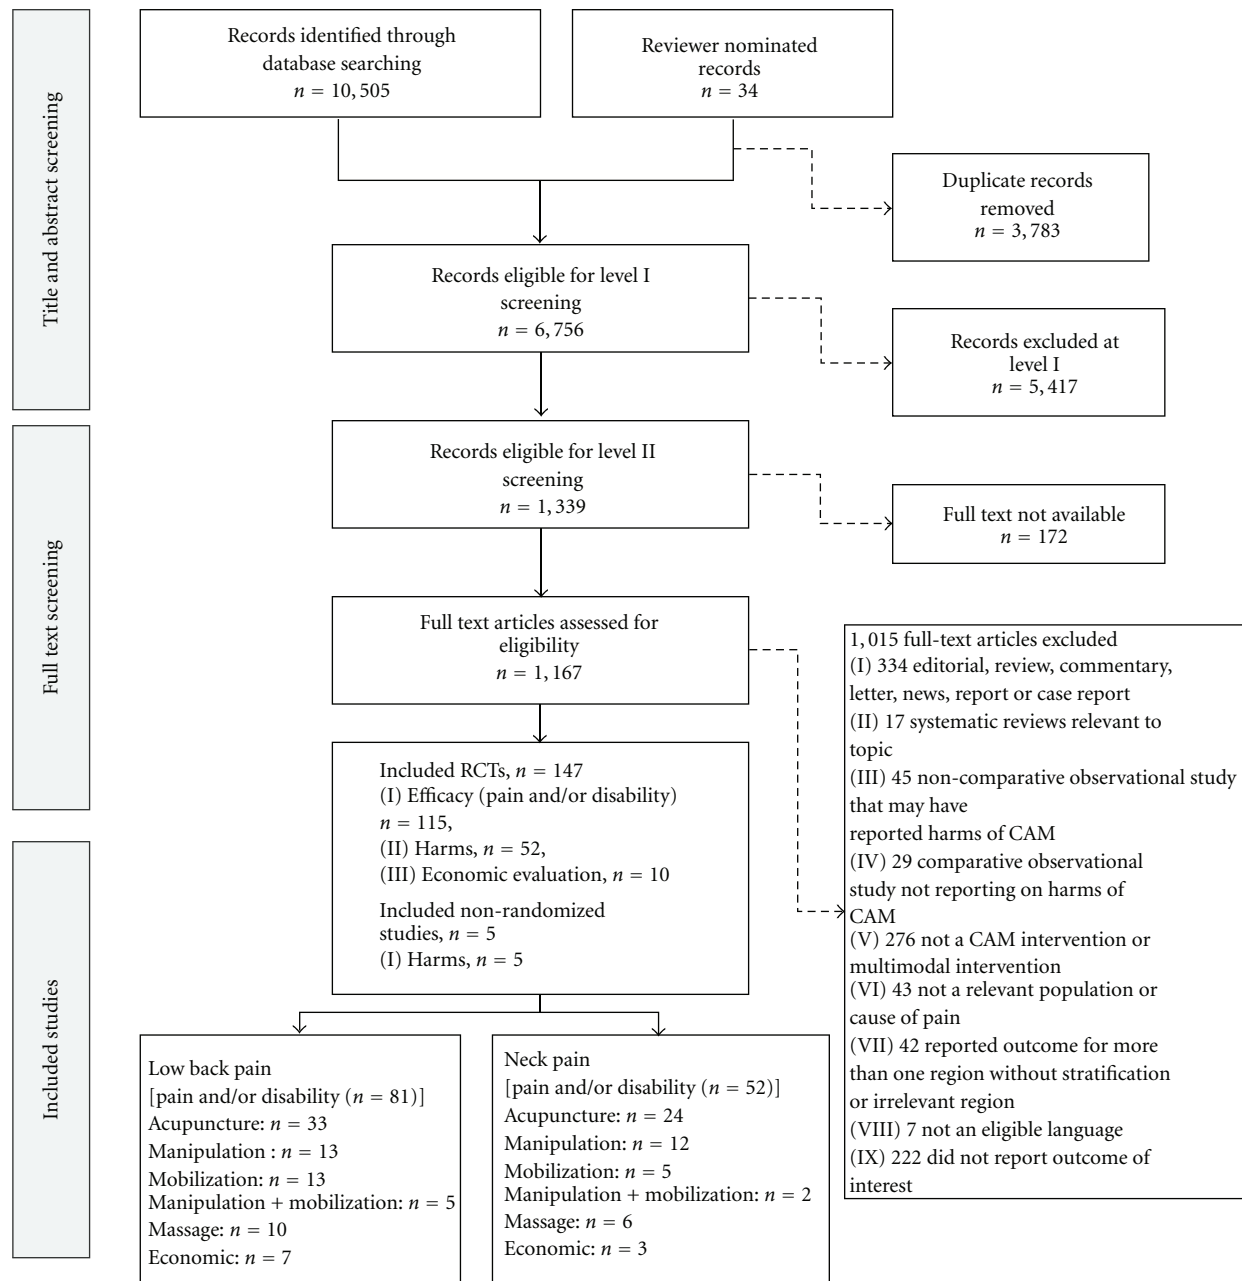 Title and abstract screening
Records identified through
database searching
n = 10, 505
Reviewer nominated
records
n = 34
Duplicate records
removed
n = 3, 783
Records eligible for level I
screening
n = 6, 756
Records excluded at
level I
n = 5, 417
Full text screening
Records eligible for level II
screening
n = 1, 339
Full text not available
n = 172
Full text articles assessed for
eligibility
n = 1, 167
1, 015 full-text articles excluded
(I) 334 editorial, review, commentary,
letter, news, report or case report
(II) 17 systematic reviews relevant to
topic
(III) 45 non-comparative observational study
that may have
reported harms of CAM
(IV) 29 comparative observational
study not reporting on harms of
CAM
(V) 276 not a CAM intervention or
multimodal intervention
(VI) 43 not a relevant population or
cause of pain
(VII) 42 reported outcome for more
than one region without stratification
or irrelevant region
(VIII) 7 not an eligible language
(IX) 222 did not report outcome of
interest
Included studies
Included RCTs, n = 147
(I) Efficacy (pain and/or disability)
n = 115,
(II) Harms, n = 52,
(III) Economic evaluation, n = 10
Included non-randomized
studies, n = 5
(I) Harms, n = 5
Low back pain
[pain and/or disability (n = 81)]
Acupuncture: n = 33
Manipulation : n = 13
Mobilization: n = 13
Manipulation + mobilization: n = 5
Massage: n = 10
Economic: n = 7
Neck pain
[pain and/or disability (n = 52)]
Acupuncture: n = 24
Manipulation: n = 12
Mobilization: n = 5
Manipulation + mobilization: n = 2
Massage: n = 6
Economic: n = 3